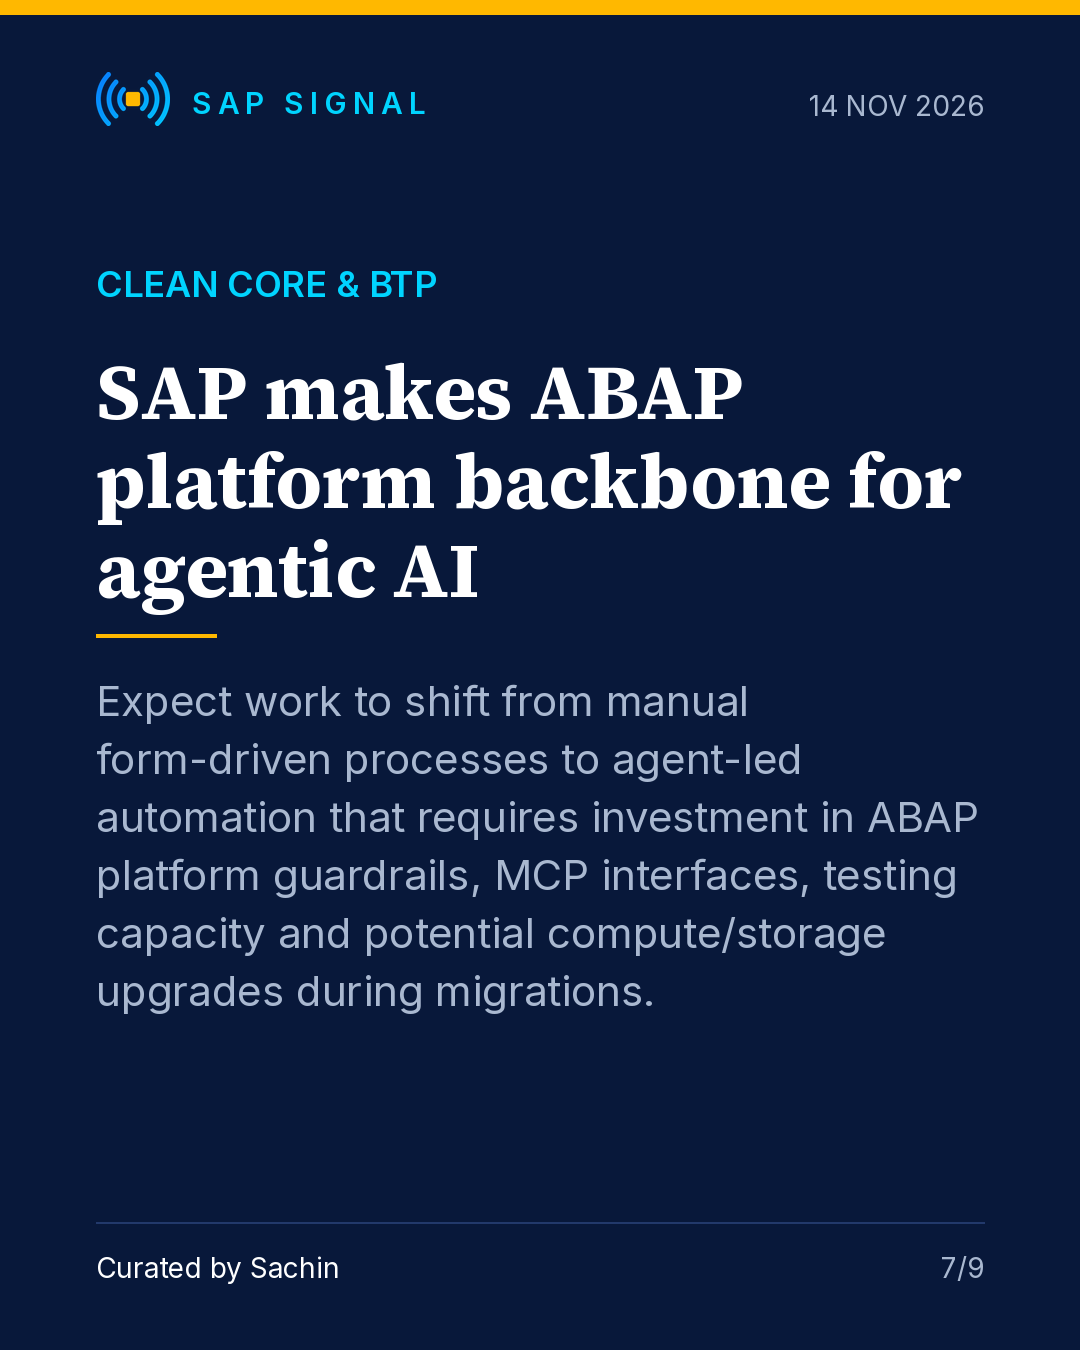 SAP SIGNAL
14 NOV 2026
CLEAN CORE & BTP
SAP makes ABAP
platform backbone for
agentic AI
Expect work to shift from manual
form-driven processes to agent-led
automation that requires investment in ABAP
platform guardrails, MCP interfaces, testing
capacity and potential compute/storage
upgrades during migrations.
Curated by Sachin
7/9